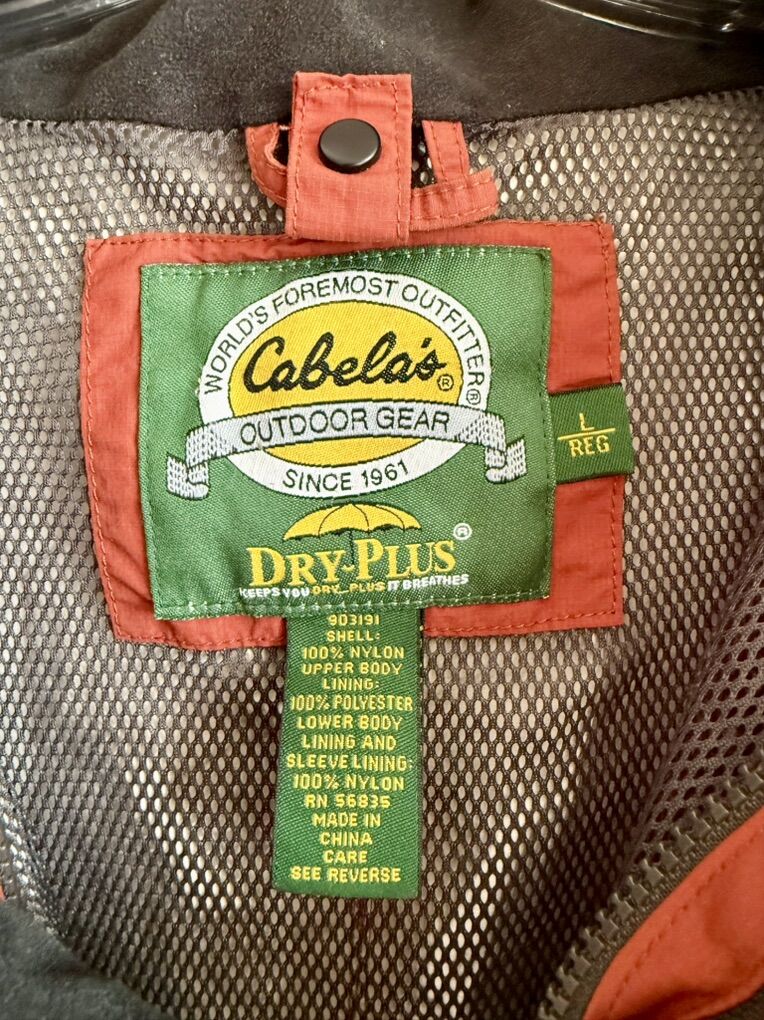 WORLD'S FOREMOST OUTFITTER®
Cabela's®
OUTDOOR GEAR
SINCE 1961
L
REG
DRY-PLUS®
KEEPS YOU DRY PLUS IT BREATHES
903191
SHELL:
100% NYLON
UPPER BODY
LINING:
100% POLYESTER
LOWER BODY
LINING AND
SLEEVE LINING:
100% NYLON
RN 56835
MADE IN
CHINA
CARE
SEE REVERSE